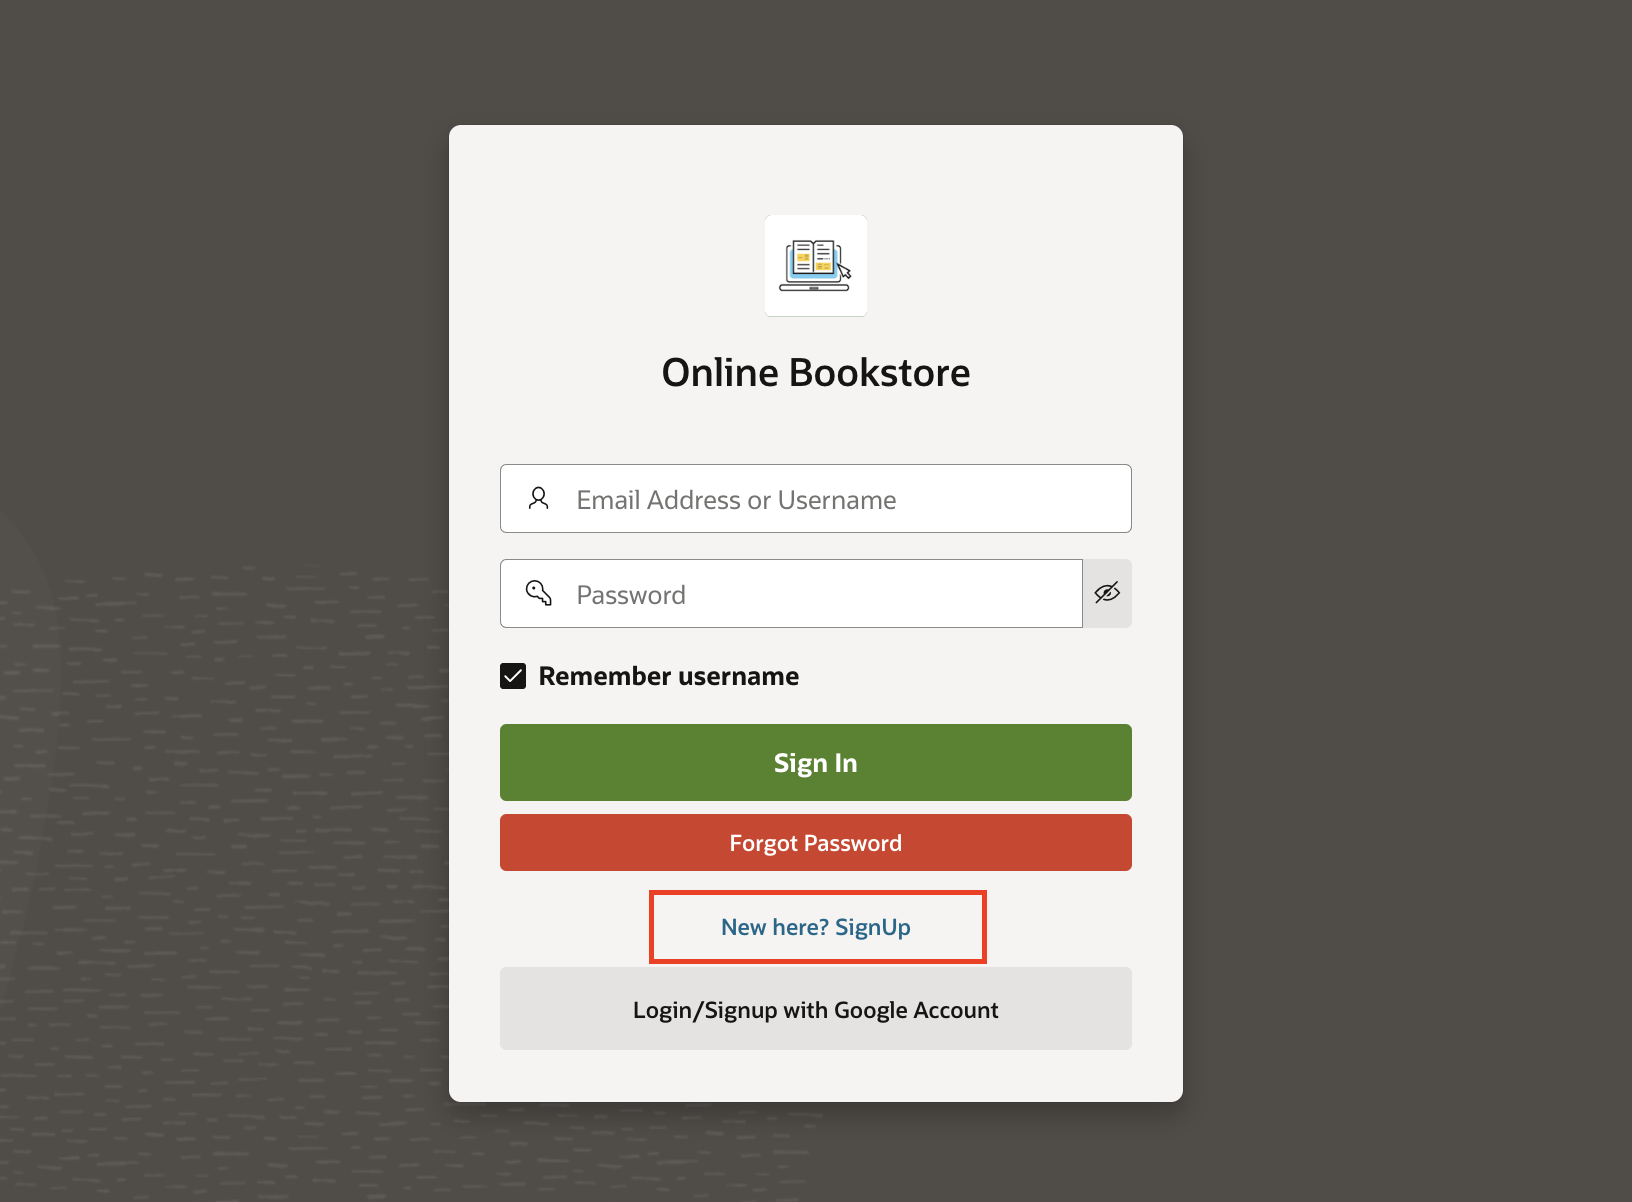 Online Bookstore
Email Address or Username
Password
Remember username
Sign In
Forgot Password
New here? SignUp
Login/Signup with Google Account